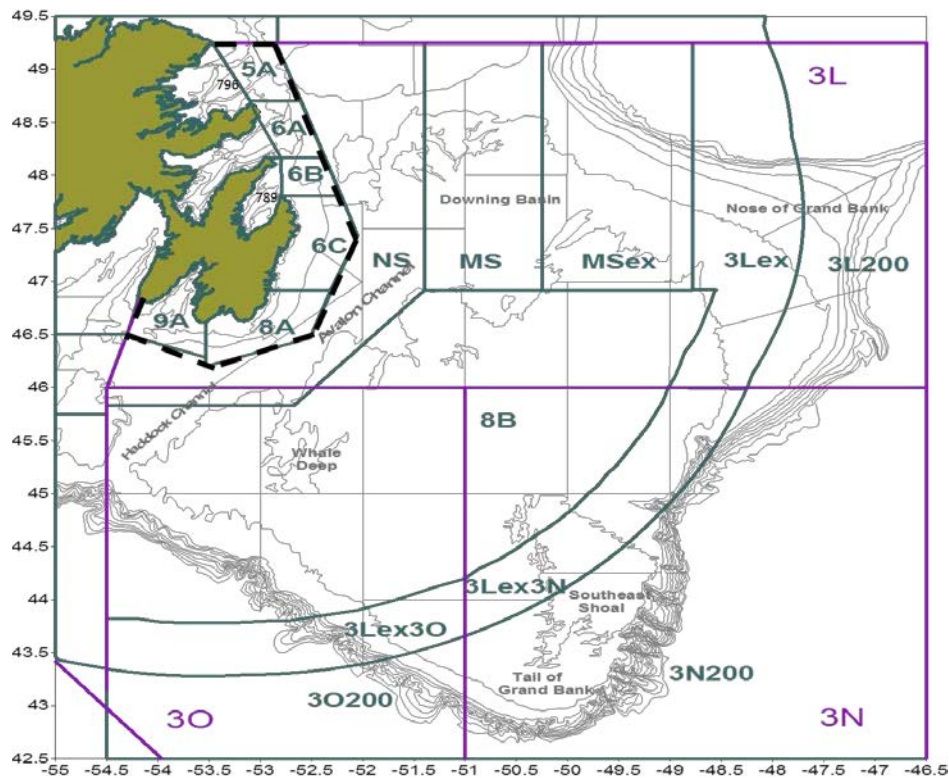 49.5
49
48.5
48
47.5
47
46.5
46
45.5
45
44.5
44
43.5
43
42.5
5A
796
6A
6B
789
6C
9A
8A
NS
MS
MSex
3Lex
3L
3L200
Downing Basin
Nose of Grand Bank
Avalon Channel
Haddock Channel
Whale
Deep
8B
3Lex3N
3Lex3O
Southeast
Shoal
Tail of
Grand Bank
3O200
3N200
3O
3N
-55 -54.5 -54 -53.5 -53 -52.5 -52 -51.5 -51 -50.5 -50 -49.5 -49 -48.5 -48 -47.5 -47 -46.5